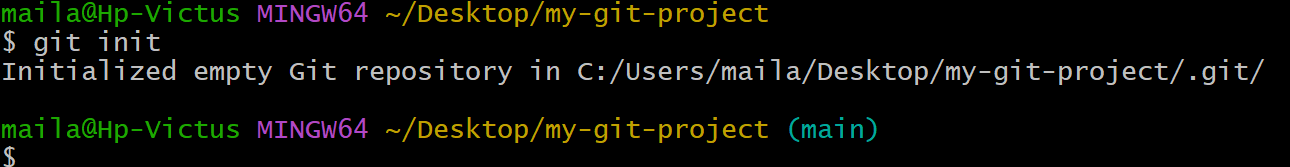 maila@Hp-Victus MINGW64 ~/Desktop/my-git-project
$ git init
Initialized empty Git repository in C:/Users/maila/Desktop/my-git-project/.git/
maila@Hp-Victus MINGW64 ~/Desktop/my-git-project (main)
$